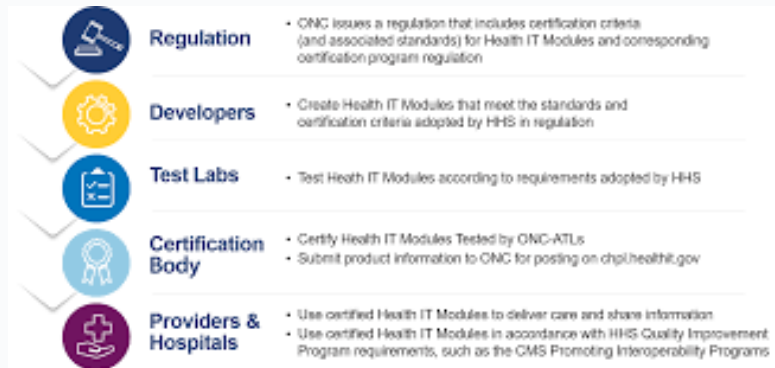 Regulation
• ONC issues a regulation that includes certification criteria
(and associated standards) for Health IT Modules and corresponding
certification program regulation
Developers
• Create Health IT Modules that meet the standards and
certification criteria adopted by HHS in regulation
Test Labs
• Test Heath IT Modules according to requirements adopted by HHS
Certification
Body
• Certify Health IT Modules Tested by ONC-ATLs
• Submit product information to ONC for posting on chpl.healthit.gov
Providers &
Hospitals
• Use certified Health IT Modules to deliver care and share information
• Use certified Health IT Modules in accordance with HHS Quality Improvement
Program requirements, such as the CMS Promoting Interoperability Programs